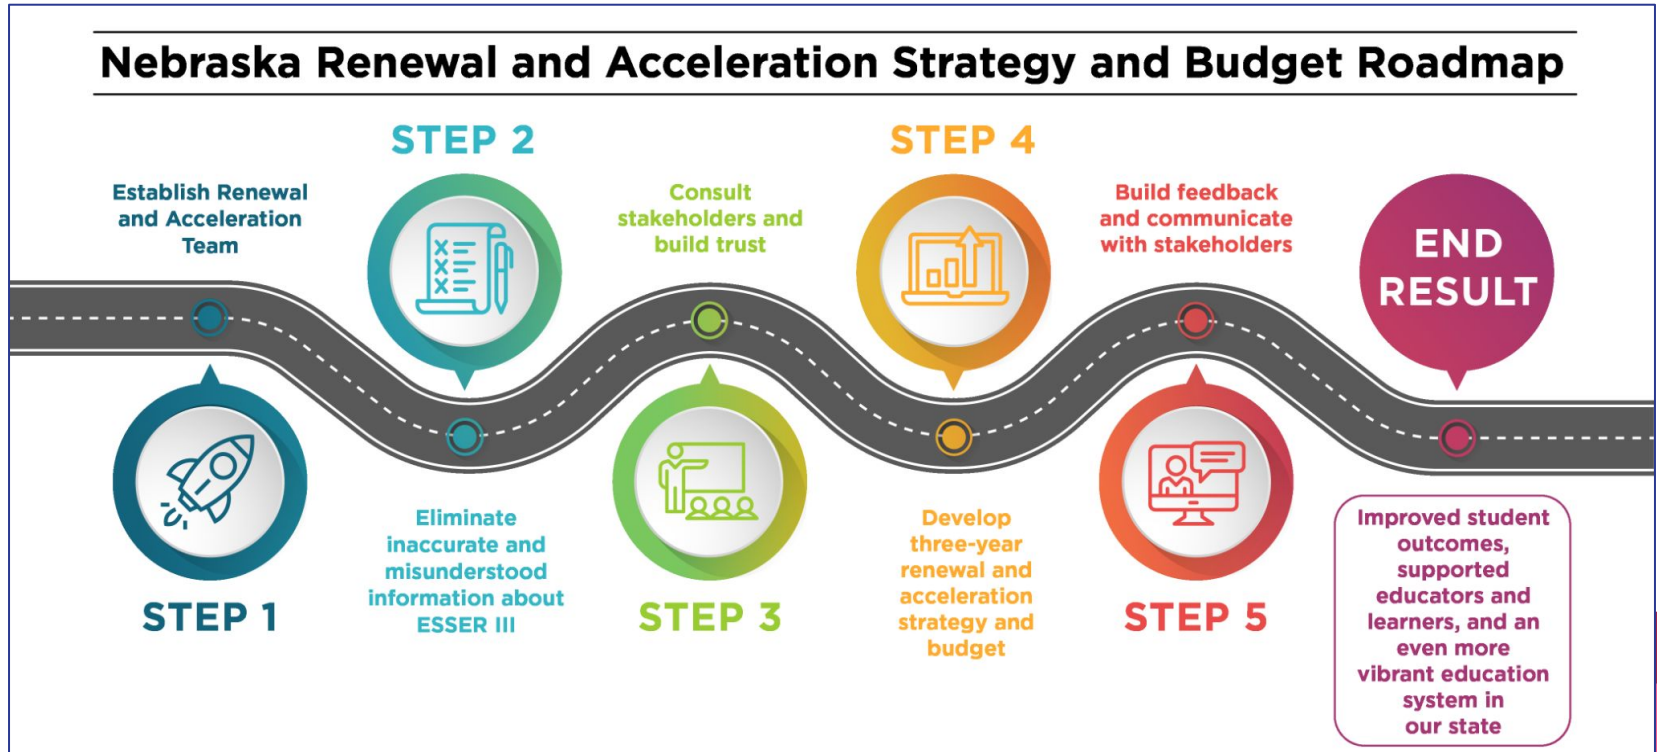 Nebraska Renewal and Acceleration Strategy and Budget Roadmap
Establish Renewal
and Acceleration
Team
STEP 1
STEP 2
Eliminate
inaccurate and
misunderstood
information about
ESSER III
Consult
stakeholders and
build trust
STEP 3
STEP 4
Develop
three-year
renewal and
acceleration
strategy and
budget
Build feedback
and communicate
with stakeholders
STEP 5
END
RESULT
Improved student
outcomes,
supported
educators and
learners, and an
even more
vibrant education
system in
our state